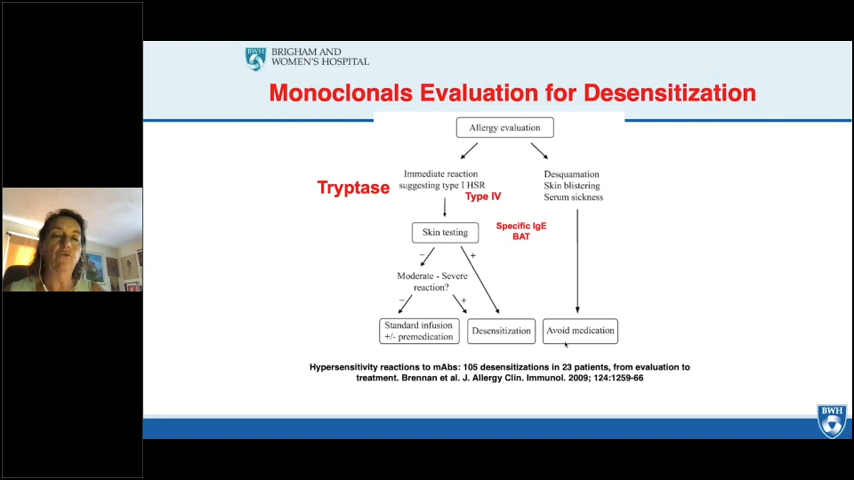 BWH
BRIGHAM AND
WOMEN'S HOSPITAL
Monoclonals Evaluation for Desensitization
Allergy evaluation
Tryptase
Immediate reaction
suggesting type I HSR
Type IV
Desquamation
Skin blistering
Serum sickness
Skin testing
Specific IgE
BAT
−
+
Moderate - Severe
reaction?
−
+
Standard infusion
+/- premedication
Desensitization
Avoid medication
Hypersensitivity reactions to mAbs: 105 desensitizations in 23 patients, from evaluation to
treatment. Brennan et al. J. Allergy Clin. Immunol. 2009; 124:1259-66
BWH